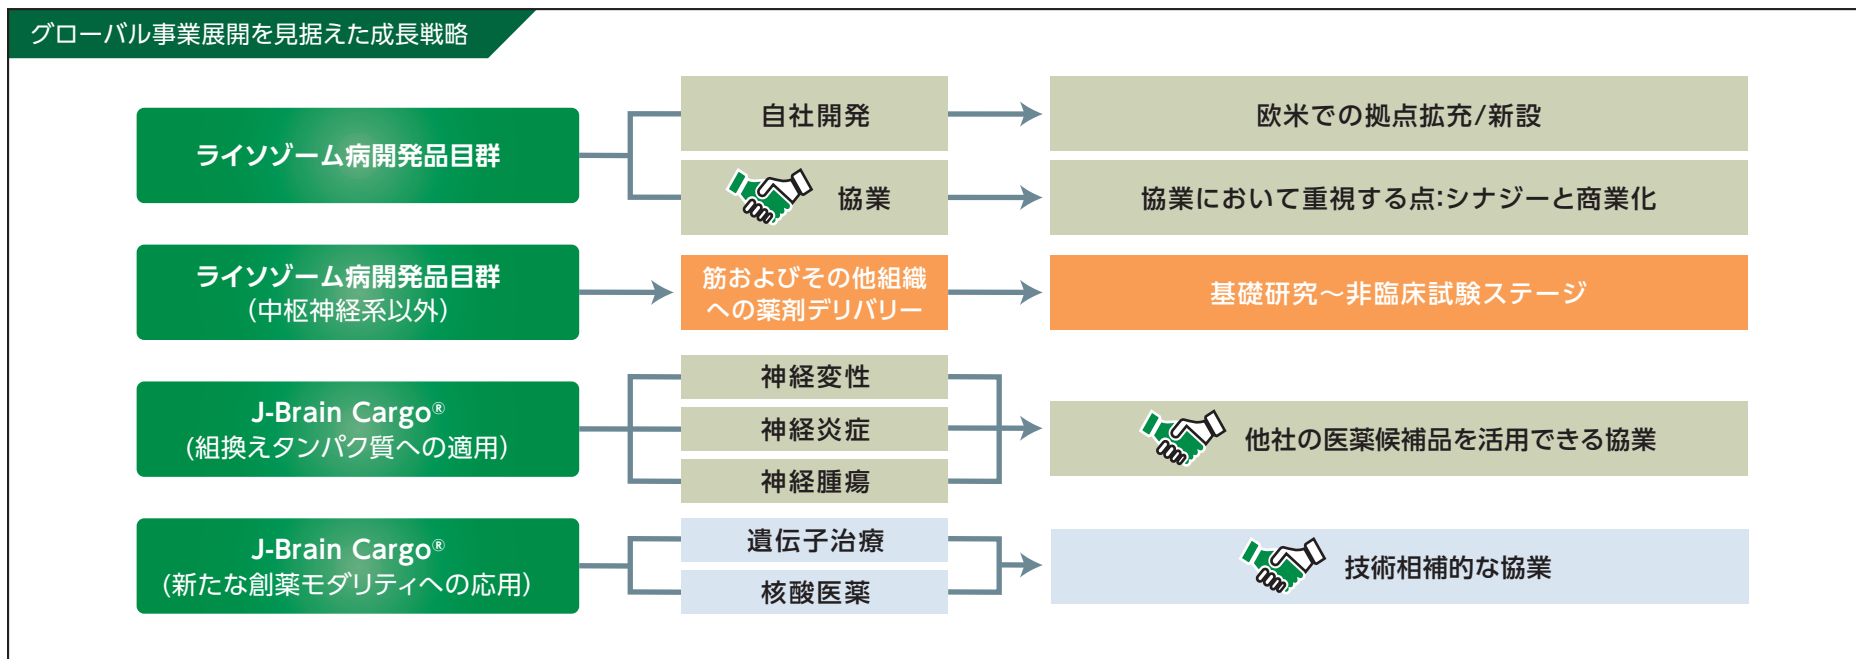 グローバル事業展開を見据えた成長戦略
ライソゾーム病開発品目群
自社開発
欧米での拠点拡充/新設
協業
協業において重視する点:シナジーと商業化
ライソゾーム病開発品目群
(中枢神経系以外)
筋およびその他組織
への薬剤デリバリー
基礎研究～非臨床試験ステージ
J-Brain Cargo®
(組換えタンパク質への適用)
神経変性
神経炎症
神経腫瘍
他社の医薬候補品を活用できる協業
J-Brain Cargo®
(新たな創薬モダリティへの応用)
遺伝子治療
核酸医薬
技術相補的な協業